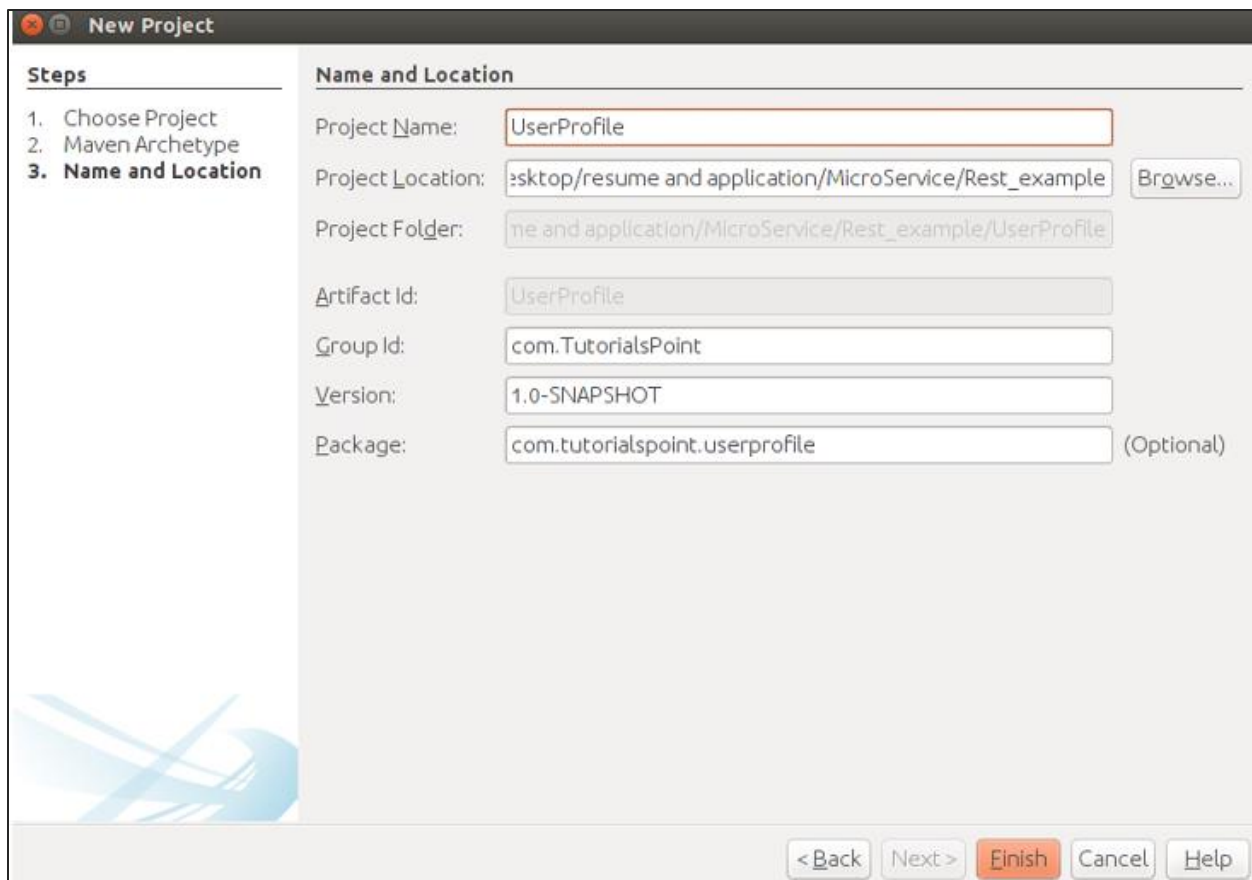 New Project
Steps
1. Choose Project
2. Maven Archetype
3. Name and Location
Name and Location
Project Name: UserProfile
Project Location: esktop/resume and application/MicroService/Rest_example Browse...
Project Folder: me and application/MicroService/Rest_example/UserProfile
Artifact Id: UserProfile
Group Id: com.TutorialsPoint
Version: 1.0-SNAPSHOT
Package: com.tutorialspoint.userprofile (Optional)
< Back Next > Finish Cancel Help